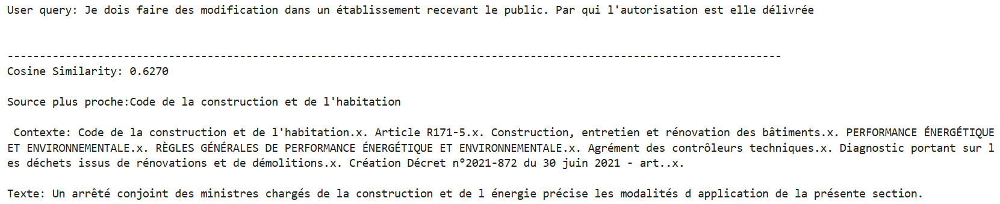 User query: Je dois faire des modification dans un établissement recevant le public. Par qui l'autorisation est elle délivrée
------------------------------------------------------------------------------------------------------------------------
Cosine Similarity: 0.6270
Source plus proche:Code de la construction et de l'habitation
Contexte: Code de la construction et de l'habitation.x. Article R171-5.x. Construction, entretien et rénovation des bâtiments.x. PERFORMANCE ÉNERGÉTIQUE
ET ENVIRONNEMENTALE.x. RÈGLES GÉNÉRALES DE PERFORMANCE ÉNERGÉTIQUE ET ENVIRONNEMENTALE.x. Agrément des contrôleurs techniques.x. Diagnostic portant sur l
es déchets issus de rénovations et de démolitions.x. Création Décret n°2021-872 du 30 juin 2021 - art..x.
Texte: Un arrêté conjoint des ministres chargés de la construction et de l énergie précise les modalités d application de la présente section.